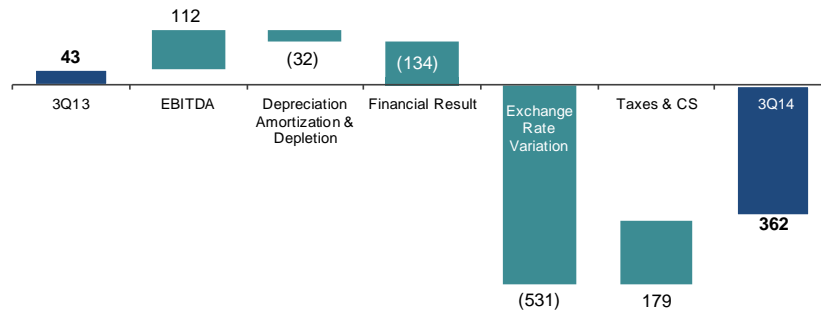 112
43
(32)
(134)
3Q13
EBITDA
Depreciation
Amortization &
Depletion
Financial Result
Exchange
Rate
Variation
Taxes & CS
3Q14
362
(531)
179